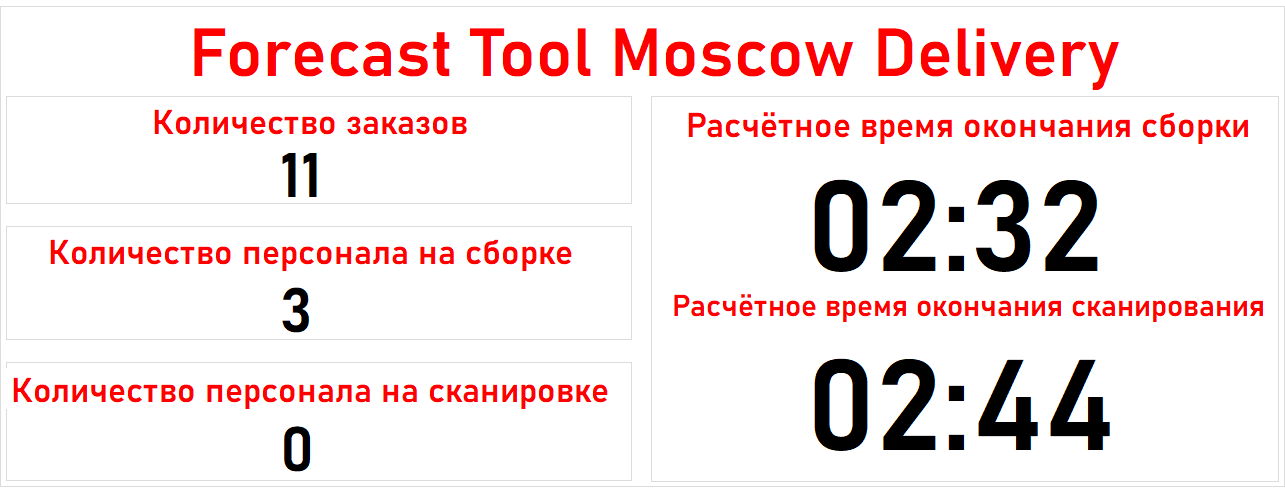 Forecast Tool Moscow Delivery
Количество заказов
11
Количество персонала на сборке
3
Количество персонала на сканировке
0
Расчётное время окончания сборки
02:32
Расчётное время окончания сканирования
02:44